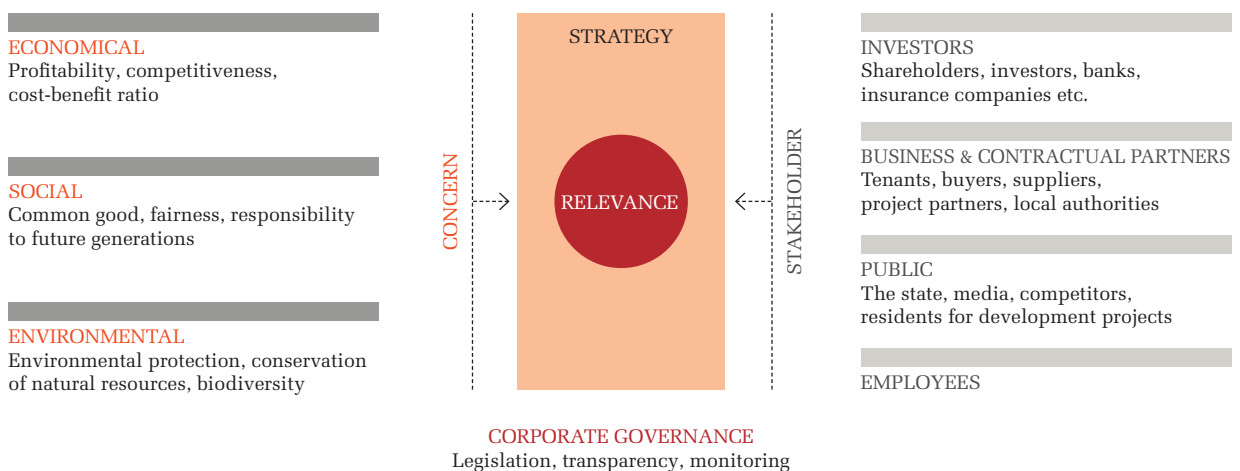 ECONOMICAL
Profitability, competitiveness,
cost-benefit ratio
SOCIAL
Common good, fairness, responsibility
to future generations
ENVIRONMENTAL
Environmental protection, conservation
of natural resources, biodiversity
CONCERN
STRATEGY
RELEVANCE
STAKEHOLDER
INVESTORS
Shareholders, investors, banks,
insurance companies etc.
BUSINESS & CONTRACTUAL PARTNERS
Tenants, buyers, suppliers,
project partners, local authorities
PUBLIC
The state, media, competitors,
residents for development projects
EMPLOYEES
CORPORATE GOVERNANCE
Legislation, transparency, monitoring